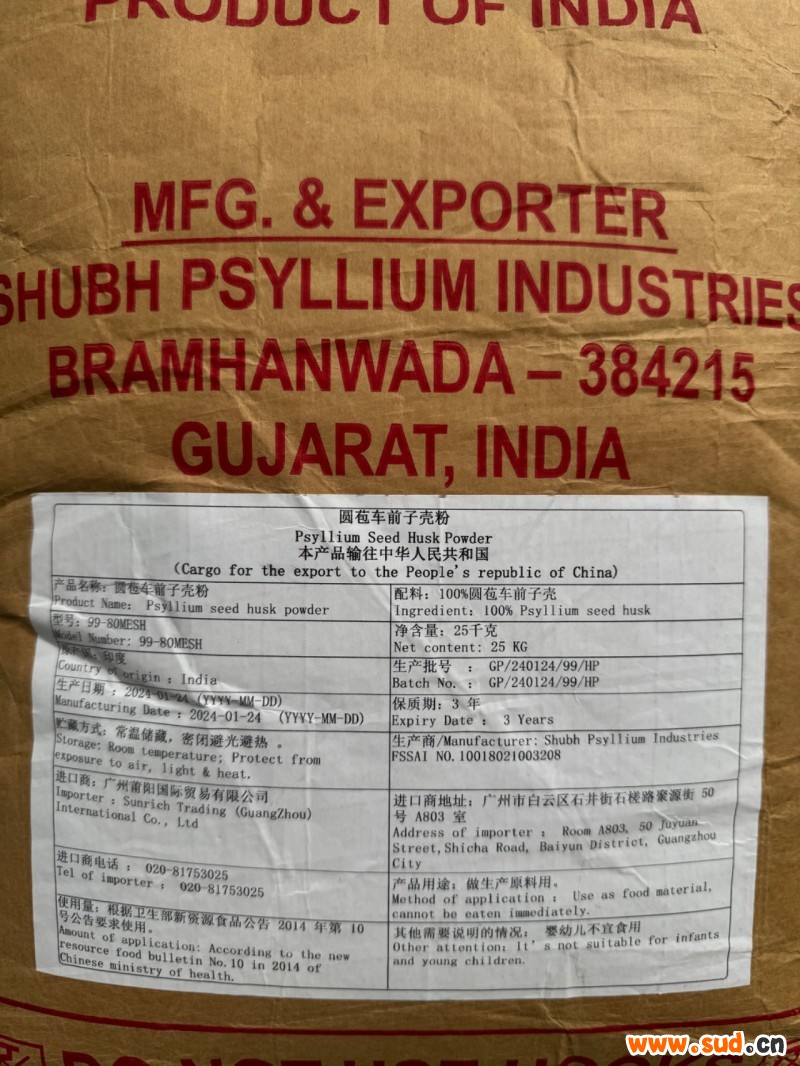 PRODUCT OF INDIA
MFG. & EXPORTER
SHUBH PSYLLIUM INDUSTRIES
BRAMHANWADA – 384215
GUJARAT, INDIA
圆苞车前子壳粉
Psyllium Seed Husk Powder
本产品输往中华人民共和国
(Cargo for the export to the People's republic of China)
产品名称: 圆苞车前子壳粉
Product Name: Psyllium seed husk powder
配料: 100%圆苞车前子壳
Ingredient: 100% Psyllium seed husk
型号: 99-80MESH
Model Number: 99-80MESH
净含量: 25千克
Net content: 25 KG
原产国: 印度
Country of origin : India
生产批号 : GP/240124/99/HP
Batch No. : GP/240124/99/HP
生产日期 : 2024-01-24 (YYYY-MM-DD)
Manufacturing Date : 2024-01-24 (YYYY-MM-DD)
保质期: 3 年
Expiry Date : 3 Years
贮藏方式: 常温储藏, 密闭避光避热 。
Storage: Room temperature; Protect from
exposure to air, light & heat.
生产商/Manufacturer: Shubh Psyllium Industries
FSSAI NO.10018021003208
进口商: 广州莆阳国际贸易有限公司
Importer : Sunrich Trading (GuangZhou)
International Co., Ltd
进口商地址: 广州市白云区石井街石槎路聚源街 50
号 A803 室
Address of importer : Room A803, 50 Juyuan
Street,Shicha Road, Baiyun District, Guangzhou
City
进口商电话 : 020-81753025
Tel of importer : 020-81753025
产品用途: 做生产原料用。
Method of application : Use as food material,
cannot be eaten immediately.
使用量: 根据卫生部新资源食品公告 2014 年第 10
号公告要求使用。
Amount of application: According to the new
resource food bulletin No.10 in 2014 of
Chinese ministry of health.
其他需要说明的情况: 婴幼儿不宜食用
Other attention: It's not suitable for infants
and young children.
DO NOT USE HOOKS
www.sud.cn